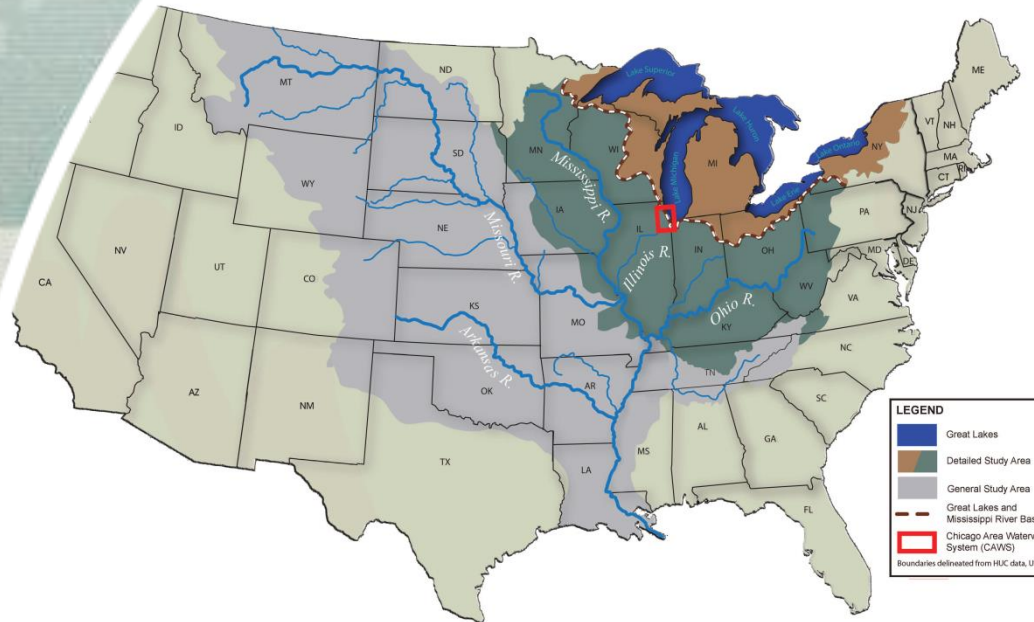 Lake Superior
Lake Michigan
Lake Huron
Lake Ontario
Lake Erie
MT
ND
ME
ID
MN
WI
MI
NY
VT
NH
MA
CT
RI
SD
WY
IA
NE
IL
IN
OH
PA
NJ
MD
DE
NV
UT
CO
CA
KS
MO
KY
WV
VA
NC
TN
AZ
NM
OK
AR
SC
TX
LA
MS
AL
GA
FL
Mississippi R.
Missouri R.
Illinois R.
Ohio R.
Arkansas R.
LEGEND
Great Lakes
Detailed Study Area
General Study Area
Great Lakes and
Mississippi River Bas
Chicago Area Waterw
System (CAWS)
Boundaries delineated from HUC data, U